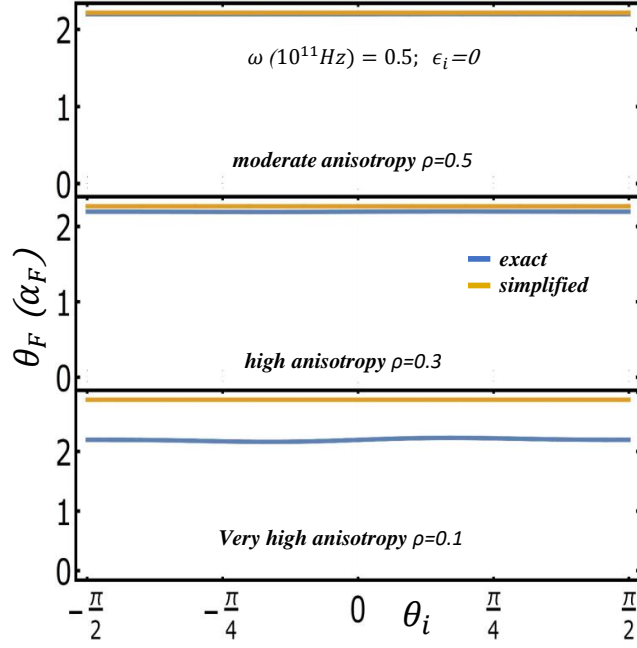 2
ω (10¹¹Hz) = 0.5; ϵᵢ=0
1
moderate anisotropy ρ=0.5
0
2
exact
simplified
1
high anisotropy ρ=0.3
0
θ_F (α_F)
2
1
Very high anisotropy ρ=0.1
0
−π/2 −π/4 0 θᵢ π/4 π/2